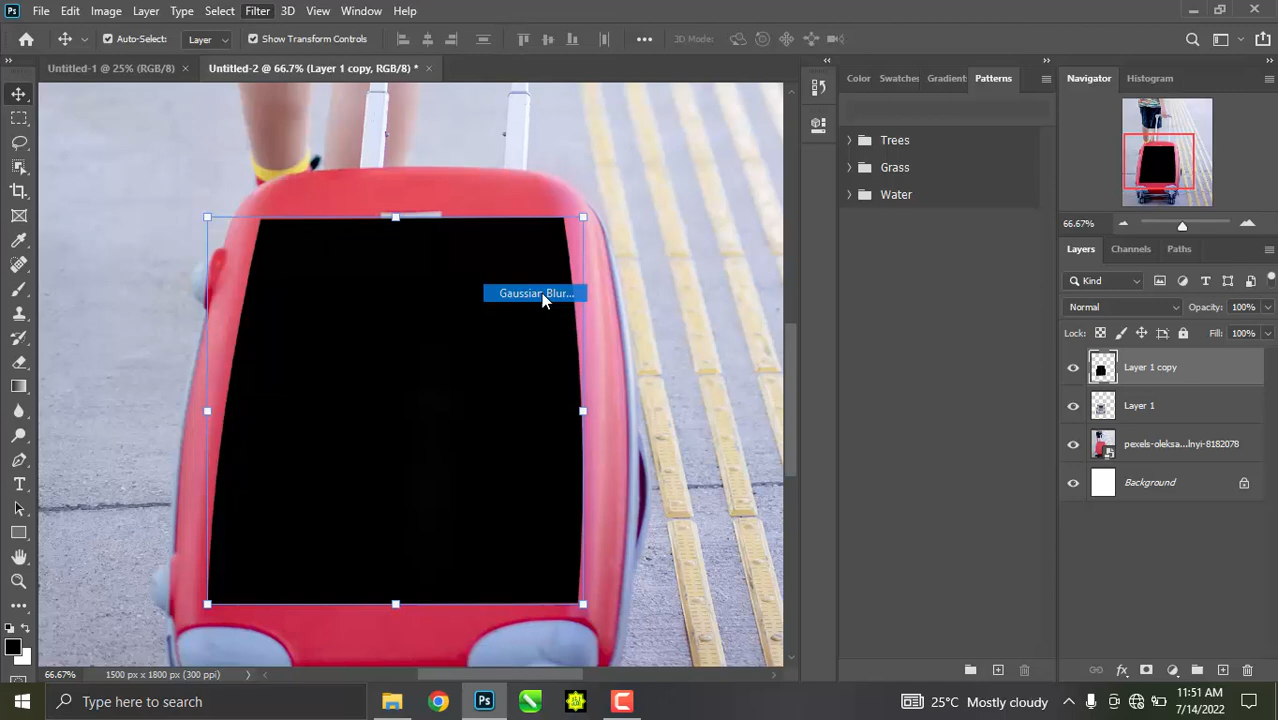 Ps File Edit Image Layer Type Select Filter 3D View Window Help
Auto-Select: Layer Show Transform Controls 3D Mode:
Untitled-1 @ 25% (RGB/8) Untitled-2 @ 66.7% (Layer 1 copy, RGB/8) *
Color Swatches Gradients Patterns
Navigator Histogram
Trees
Grass
Water
66.67%
Layers Channels Paths
Kind
Normal Opacity: 100%
Lock: Fill: 100%
Layer 1 copy
Layer 1
pexels-oleksa...lnyi-8182078
Background
Gaussian Blur...
T
66.67% 1500 px x 1800 px (300 ppi)
Type here to search
Ps
25°C Mostly cloudy
11:51 AM
7/14/2022